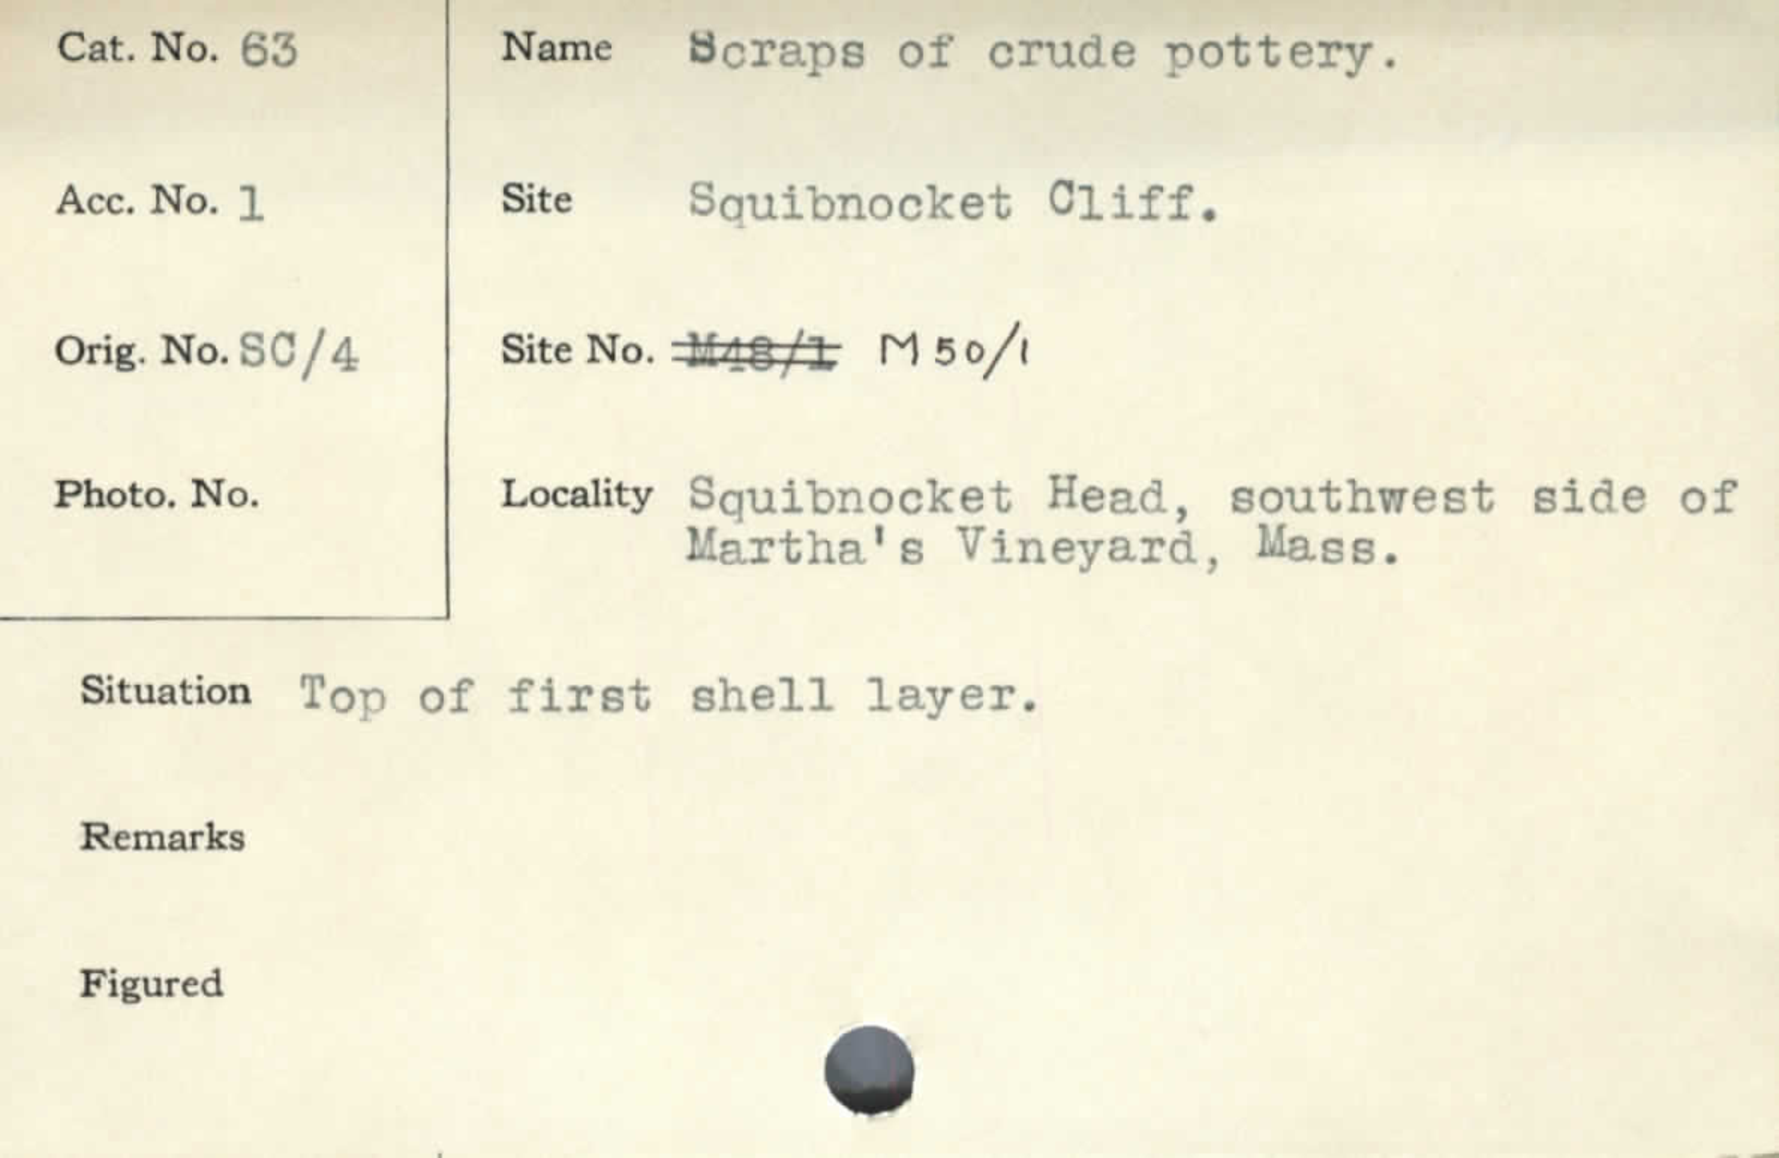 Cat. No. 63
Name Scraps of crude pottery.
Acc. No. 1
Site Squibnocket Cliff.
Orig. No. SC/4
Site No. M48/1 M50/1
Photo. No.
Locality Squibnocket Head, southwest side of
Martha's Vineyard, Mass.
Situation Top of first shell layer.
Remarks
Figured